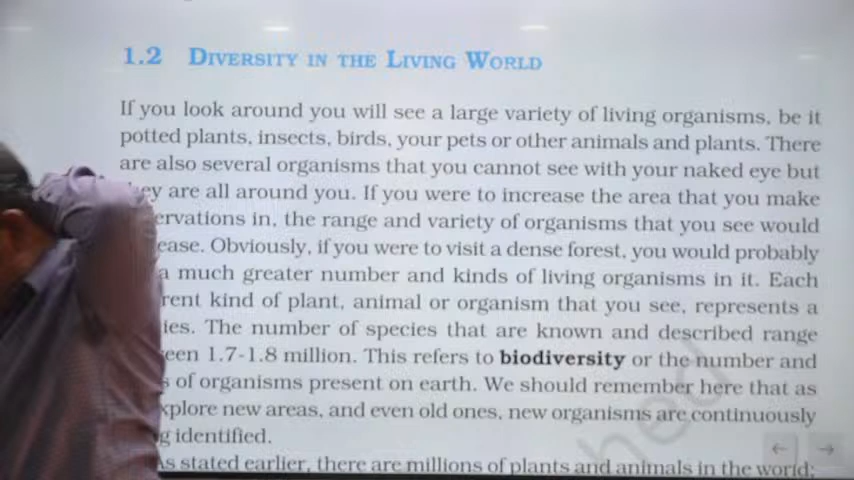 1.2 DIVERSITY IN THE LIVING WORLD
If you look around you will see a large variety of living organisms, be it
potted plants, insects, birds, your pets or other animals and plants. There
are also several organisms that you cannot see with your naked eye but
ey are all around you. If you were to increase the area that you make
ervations in, the range and variety of organisms that you see would
ease. Obviously, if you were to visit a dense forest, you would probably
a much greater number and kinds of living organisms in it. Each
rent kind of plant, animal or organism that you see, represents a
ies. The number of species that are known and described range
een 1.7-1.8 million. This refers to biodiversity or the number and
s of organisms present on earth. We should remember here that as
xplore new areas, and even old ones, new organisms are continuously
g identified.
As stated earlier, there are millions of plants and animals in the world;
hed